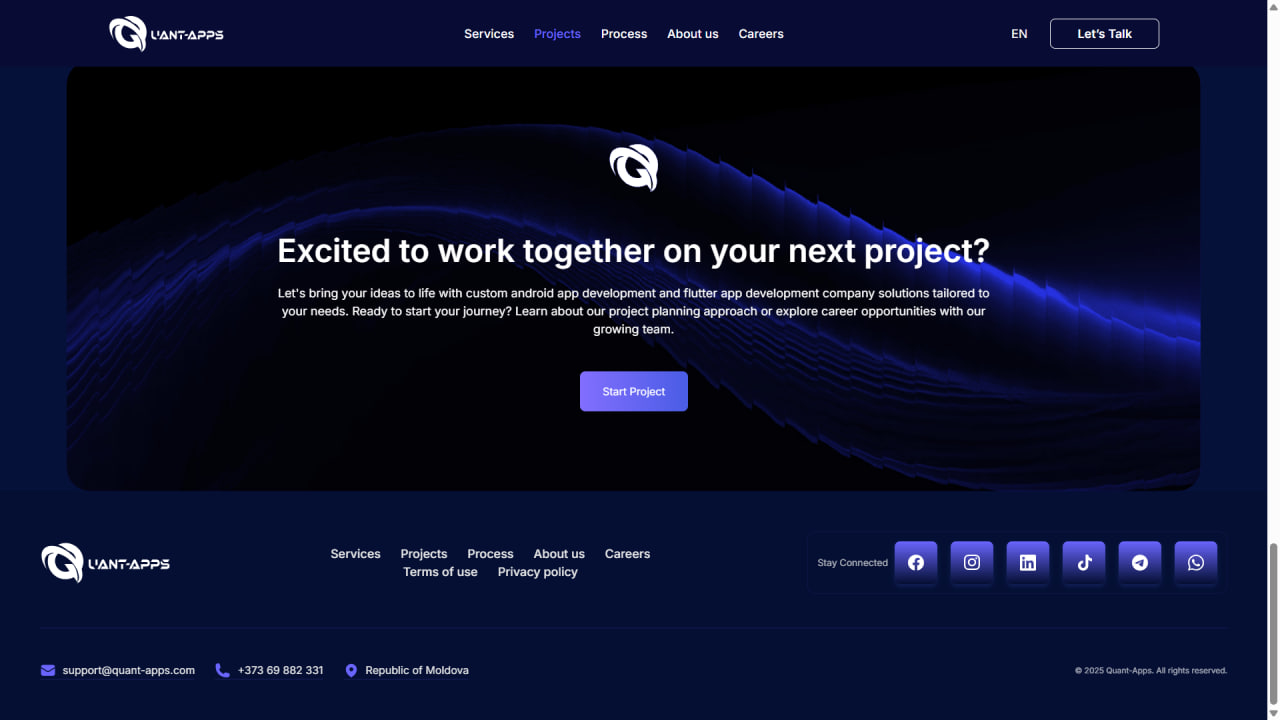 UANT-APPS
Services Projects Process About us Careers
EN
Let's Talk
Excited to work together on your next project?
Let's bring your ideas to life with custom android app development and flutter app development company solutions tailored to
your needs. Ready to start your journey? Learn about our project planning approach or explore career opportunities with our
growing team.
Start Project
UANT-APPS
Services Projects Process About us Careers
Terms of use Privacy policy
Stay Connected
support@quant-apps.com +373 69 882 331 Republic of Moldova
© 2025 Quant-Apps. All rights reserved.